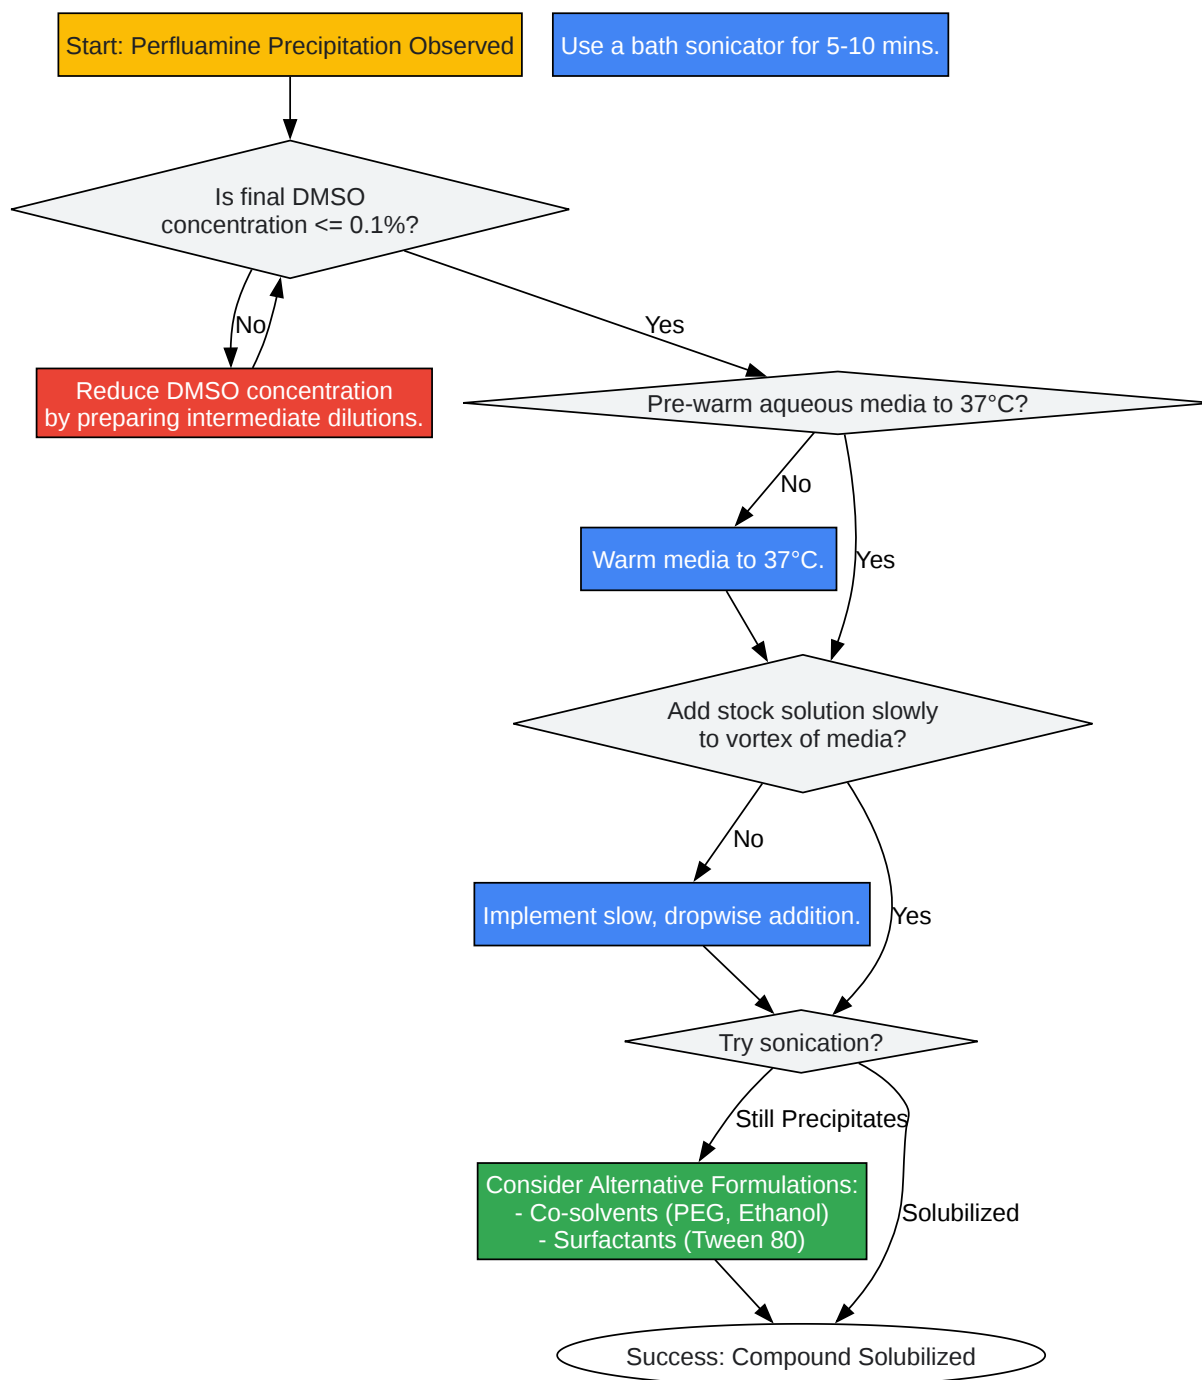 Start: Perfluamine Precipitation Observed
Use a bath sonicator for 5-10 mins.
Is final DMSO
concentration <= 0.1%?
No
Yes
Reduce DMSO concentration
by preparing intermediate dilutions.
Pre-warm aqueous media to 37°C?
No
Yes
Warm media to 37°C.
Add stock solution slowly
to vortex of media?
No
Yes
Implement slow, dropwise addition.
Try sonication?
Still Precipitates
Solubilized
Consider Alternative Formulations:
- Co-solvents (PEG, Ethanol)
- Surfactants (Tween 80)
Success: Compound Solubilized